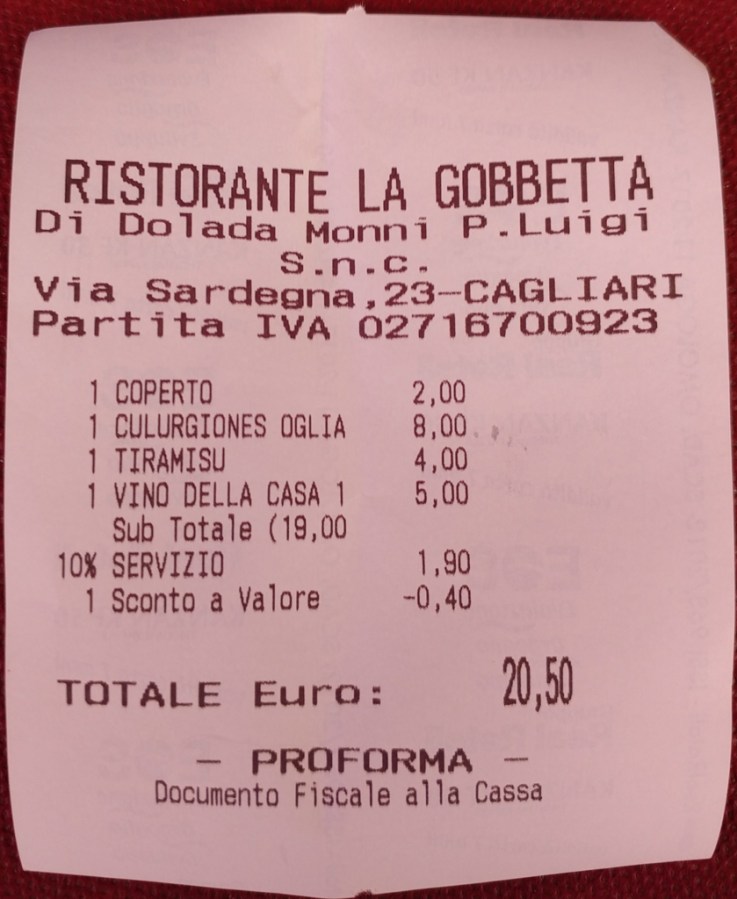 RISTORANTE LA GOBBETTA
Di Dolada Monni P.Luigi
S.n.c.
Via Sardegna,23-CAGLIARI
Partita IVA 02716700923
1 COPERTO 2,00
1 CULURGIONES OGLIA 8,00
1 TIRAMISU 4,00
1 VINO DELLA CASA 1 5,00
Sub Totale (19,00
10% SERVIZIO 1,90
1 Sconto a Valore -0,40
TOTALE Euro: 20,50
- PROFORMA -
Documento Fiscale alla Cassa